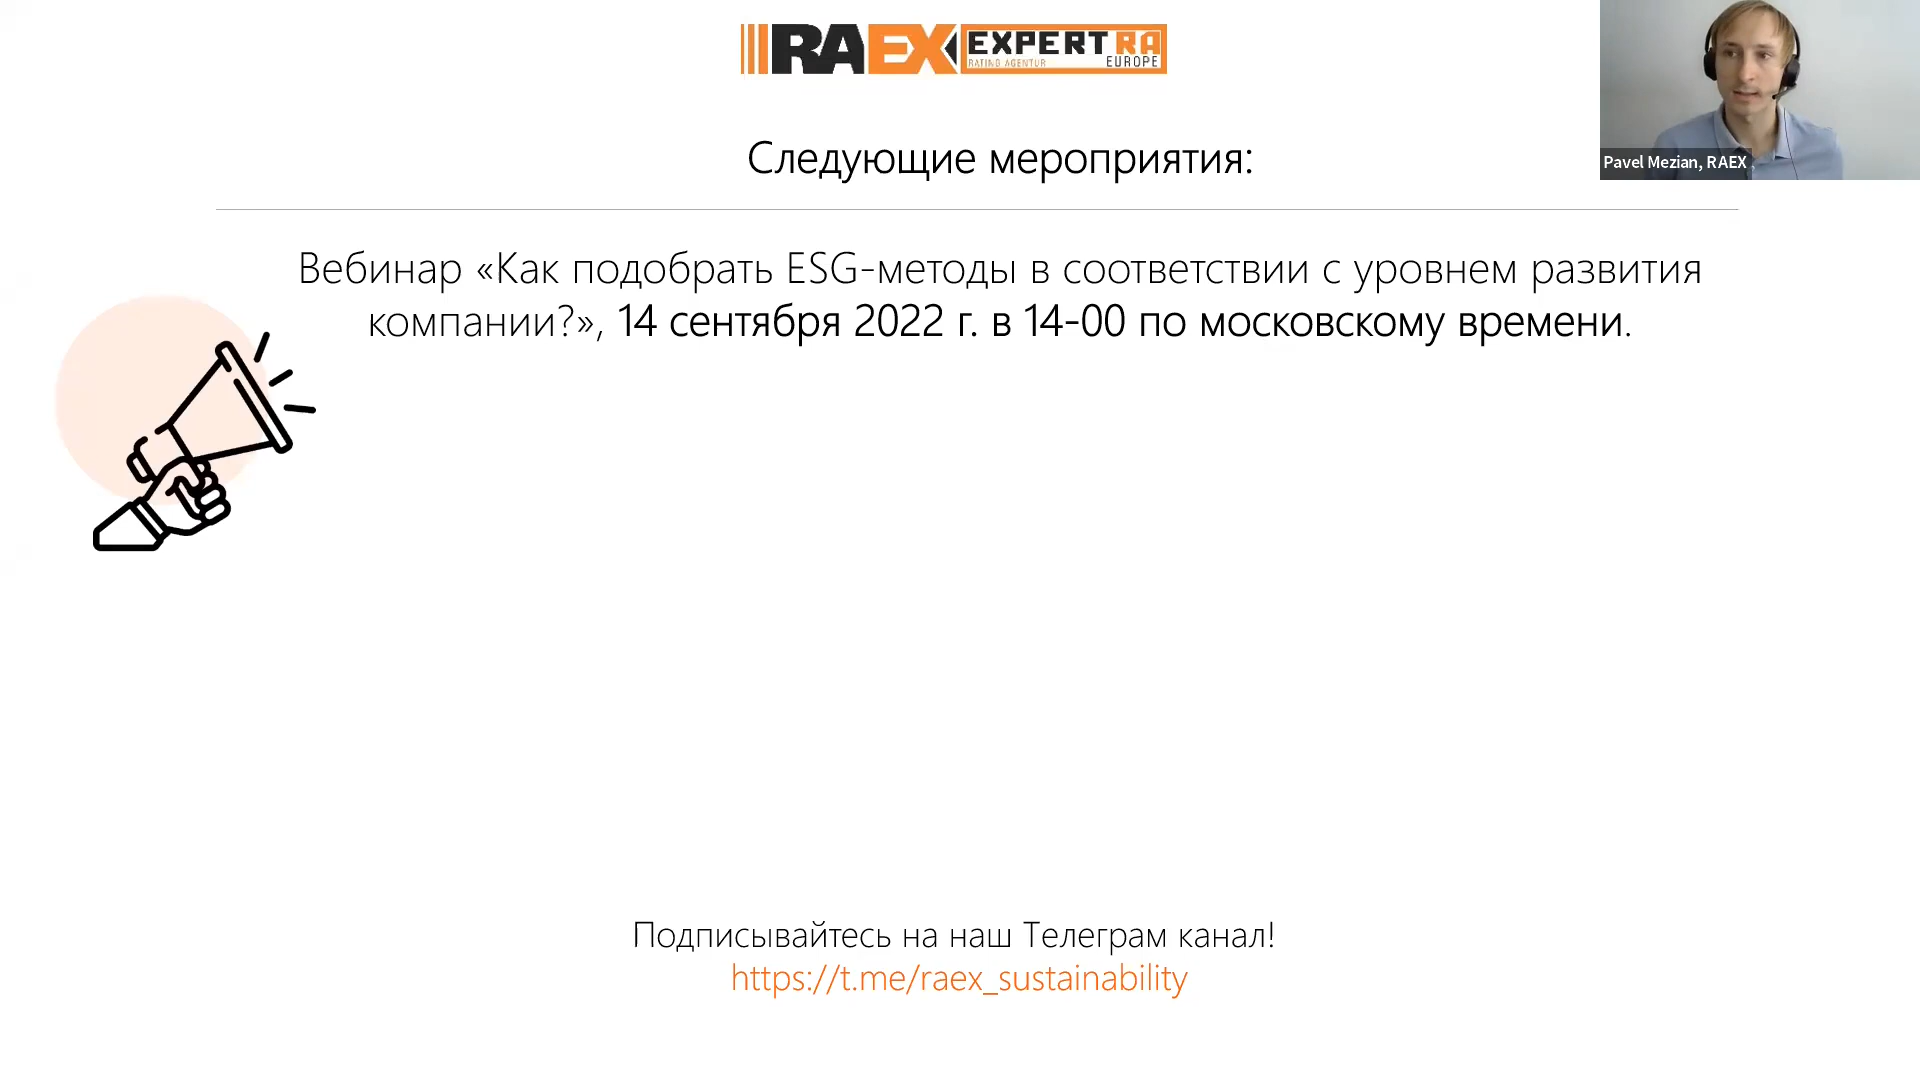 RAEX EXPERT RA
RATING AGENTUR EUROPE
Pavel Mezian, RAEX
Следующие мероприятия:
Вебинар «Как подобрать ESG-методы в соответствии с уровнем развития
компании?», 14 сентября 2022 г. в 14-00 по московскому времени.
Подписывайтесь на наш Телеграм канал!
https://t.me/raex_sustainability